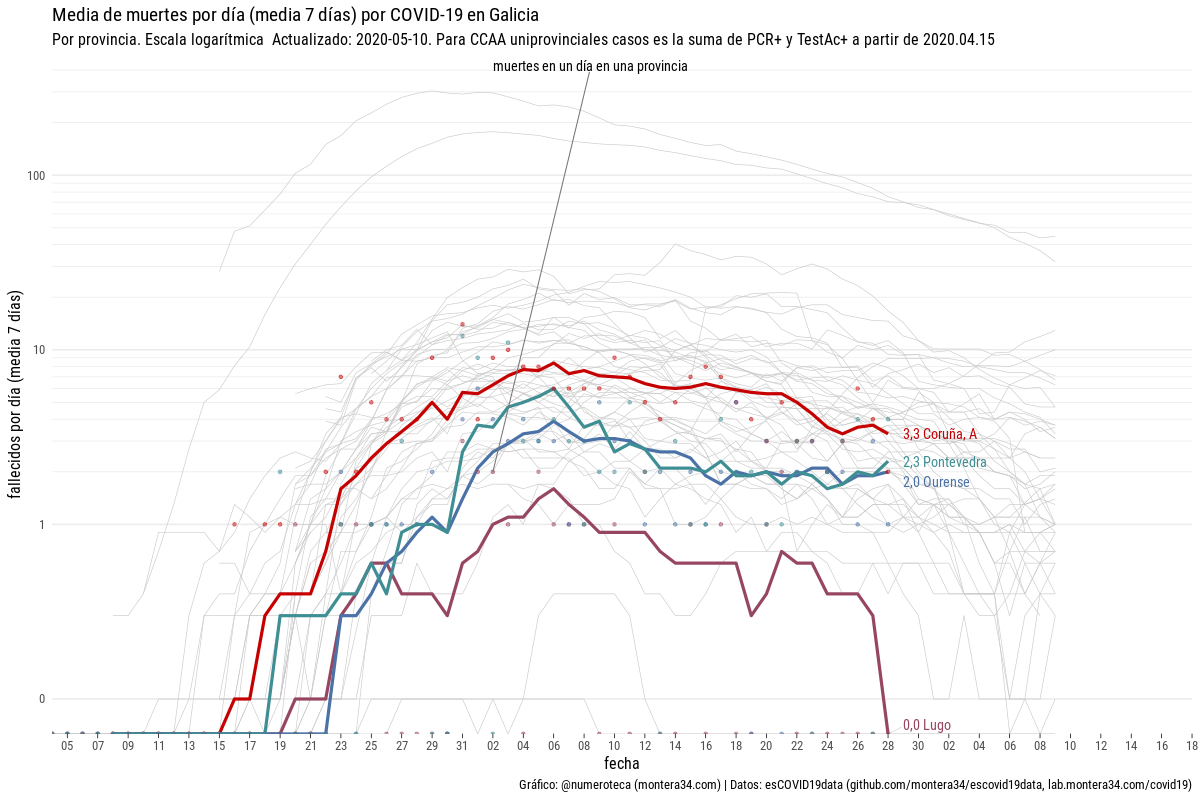 Media de muertes por día (media 7 días) por COVID-19 en Galicia
Por provincia. Escala logarítmica  Actualizado: 2020-05-10. Para CCAA uniprovinciales casos es la suma de PCR+ y TestAc+ a partir de 2020.04.15
muertes en un día en una provincia
fallecidos por día (media 7 días)
100
10
1
0
3,3 Coruña, A
2,3 Pontevedra
2,0 Ourense
0,0 Lugo
05 07 09 11 13 15 17 19 21 23 25 27 29 31 02 04 06 08 10 12 14 16 18 20 22 24 26 28 30 02 04 06 08 10 12 14 16 18
fecha
Gráfico: @numeroteca (montera34.com) | Datos: esCOVID19data (github.com/montera34/escovid19data, lab.montera34.com/covid19)